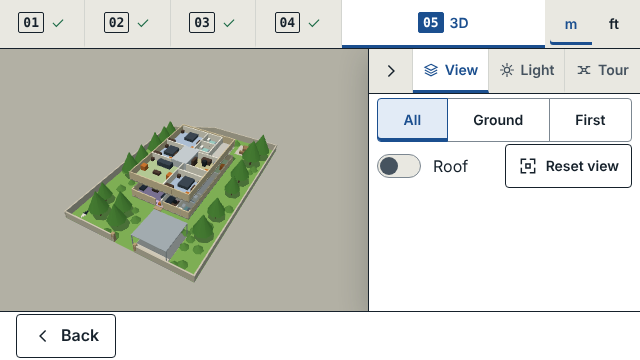 01 02 03 04 05 3D m ft
View Light Tour
All Ground First
Roof Reset view
Back